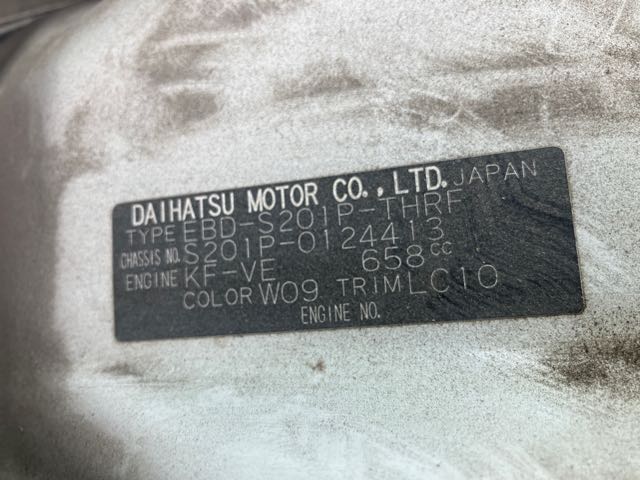 DAIHATSU MOTOR CO., LTD. JAPAN
TYPE EBD-S201P-THRF
CHASSIS NO. S201P-0124413
ENGINE KF-VE 658cc
COLOR W09 TRIM LC10
ENGINE NO.